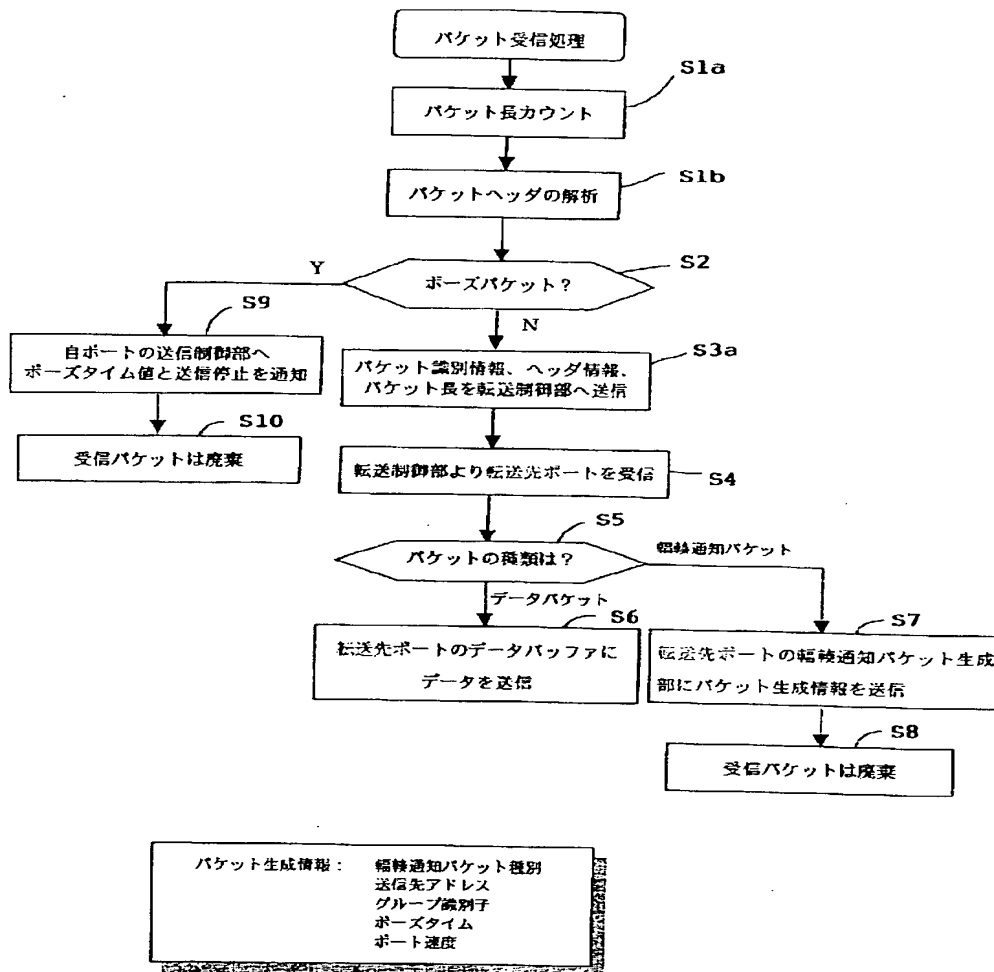 パケット受信処理
S1a
パケット長カウント
S1b
パケットヘッダの解析
S2
Y
ポーズパケット？
S9
N
自ポートの送信制御部へ
ポーズタイム値と送信停止を通知
S3a
パケット識別情報、ヘッダ情報、
パケット長を転送制御部へ送信
S10
受信パケットは廃棄
転送制御部より転送先ポートを受信
S4
S5
パケットの種類は？
輻輳通知パケット
データパケット
S6
転送先ポートのデータバッファに
データを送信
S7
転送先ポートの輻輳通知パケット生成
部にパケット生成情報を送信
S8
受信パケットは廃棄
パケット生成情報： 輻輳通知パケット種別
送信先アドレス
グループ識別子
ポーズタイム
ポート速度